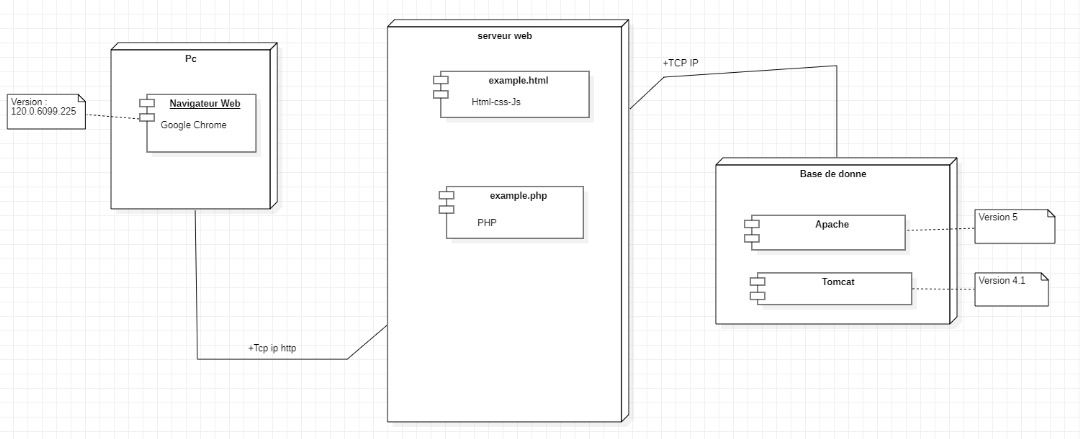 serveur web
Pc
+TCP IP
example.html
Navigateur Web
Version :
120.0.6099.225
Html-css-Js
Google Chrome
Base de donne
example.php
Version 5
PHP
Apache
Tomcat
Version 4.1
+Tcp ip http